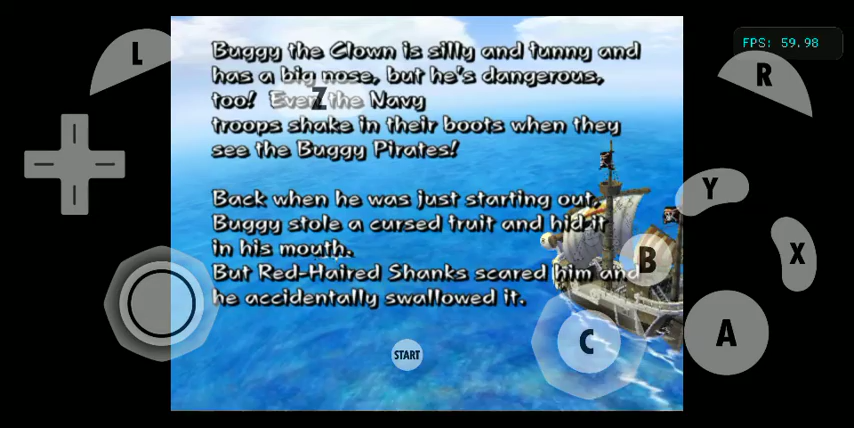 L
FPS: 59.98
R
Buggy the Clown is silly and funny and
has a big nose, but he's dangerous,
too! Even the Navy
Z
troops shake in their boots when they
see the Buggy Pirates!
Back when he was just starting out,
Buggy stole a cursed fruit and hid it
in his mouth.
But Red-Haired Shanks scared him and
he accidentally swallowed it.
Y
X
B
A
C
START